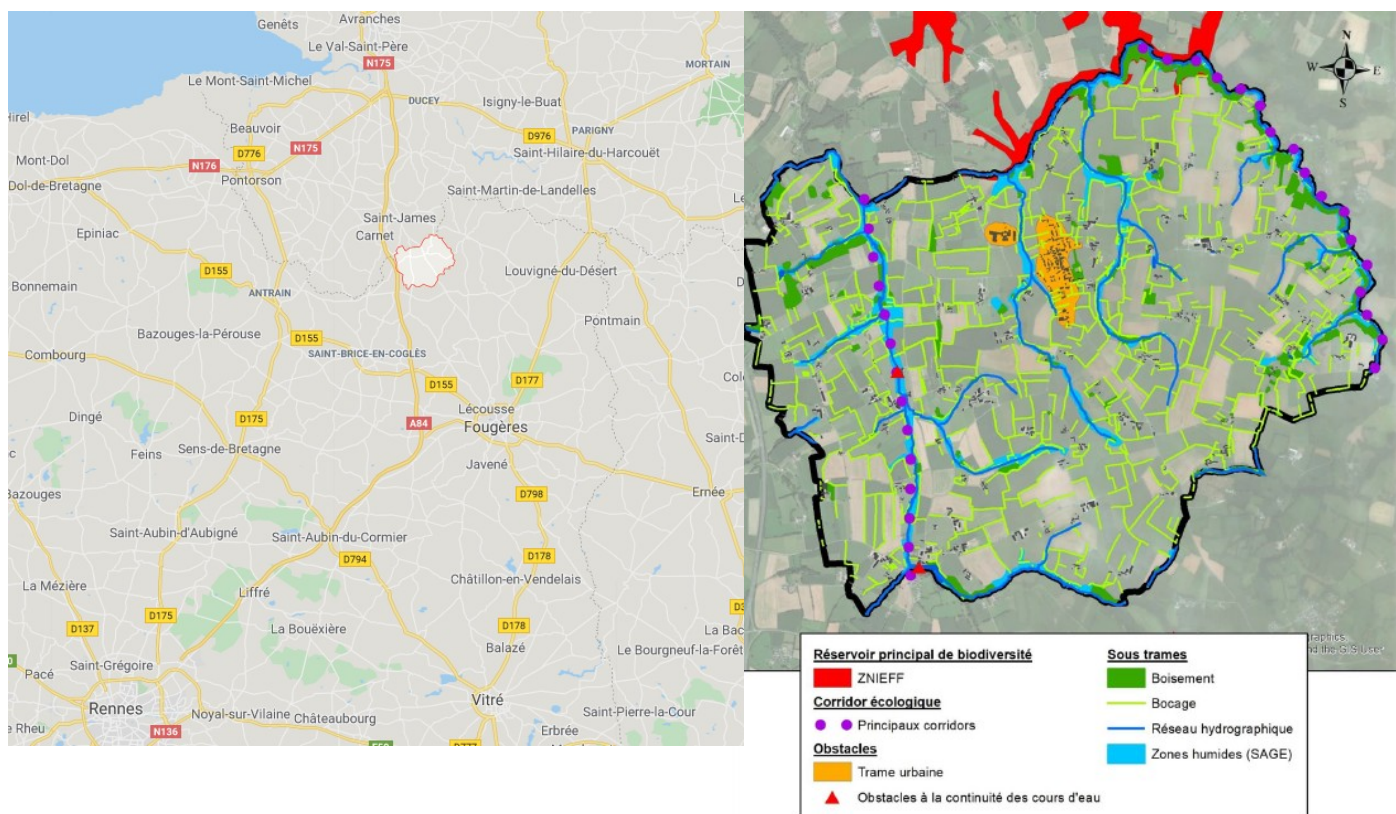 Genêts
Avranches
Le Val-Saint-Père
N175
Le Mont-Saint-Michel
MORTAIN
DUCEY
Isigny-le-Buat
Beauvoir
D976
PARIGNY
Mont-Dol
N176
D776
N175
Saint-Hilaire-du-Harcouët
Dol-de-Bretagne
Pontorson
Saint-Martin-de-Landelles
Saint-James
Carnet
Epiniac
D155
Louvigné-du-Désert
Bonnemain
ANTRAIN
Bazouges-la-Pérouse
D155
Pontmain
Combourg
SAINT-BRICE-EN-COGLÈS
D155
D177
Dingé
D175
Lécousse
Fougères
A84
Feins
Sens-de-Bretagne
Javené
Ernée
D798
Saint-Aubin-d'Aubigné
Saint-Aubin-du-Cormier
D794
D178
La Mézière
Châtillon-en-Vendelais
Liffré
D175
D137
La Bouëxière
D178
Balazé
Le Bourgneuf-la-Forêt
Pacé
Saint-Grégoire
Vitré
Rennes
Noyal-sur-Vilaine
Châteaubourg
Saint-Pierre-la-Cour
N136
Erbrée
N
W
E
S
Réservoir principal de biodiversité
ZNIEFF
Corridor écologique
Principaux corridors
Obstacles
Trame urbaine
Obstacles à la continuité des cours d'eau
Sous trames
Boisement
Bocage
Réseau hydrographique
Zones humides (SAGE)